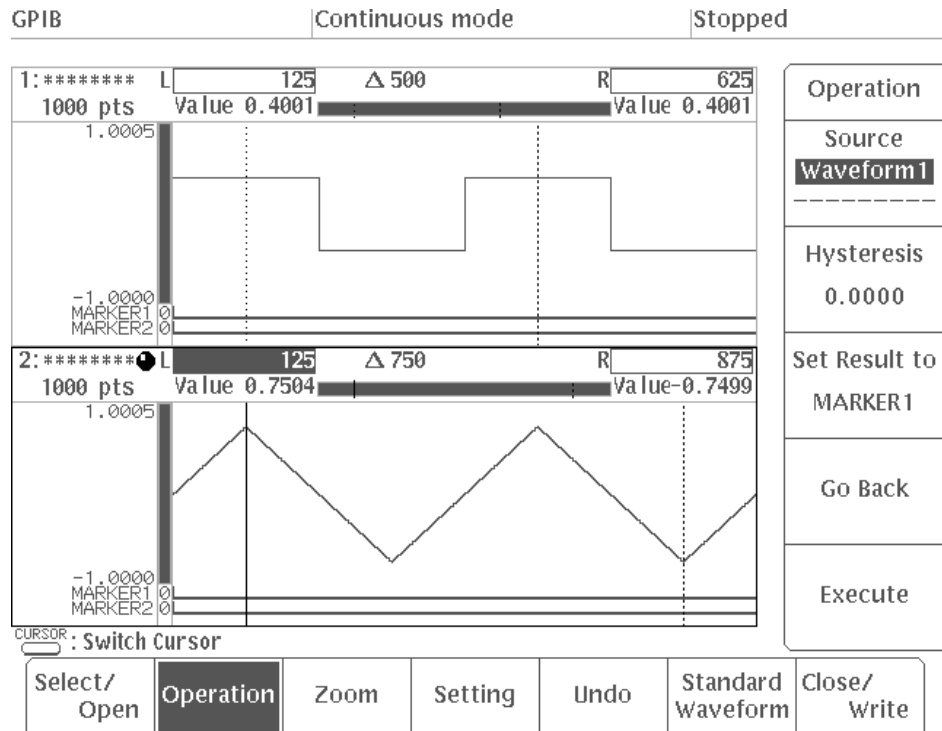 GPIB Continuous mode Stopped
1:******** L 125 Δ 500 R 625
1000 pts Value 0.4001 Value 0.4001
1.0005
-1.0000
MARKER1 0
MARKER2 0
2:******** L 125 Δ 750 R 875
1000 pts Value 0.7504 Value-0.7499
1.0005
-1.0000
MARKER1 0
MARKER2 0
CURSOR : Switch Cursor
Operation
Source
Waveform1
Hysteresis
0.0000
Set Result to
MARKER1
Go Back
Execute
Select/
Open
Operation
Zoom
Setting
Undo
Standard
Waveform
Close/
Write